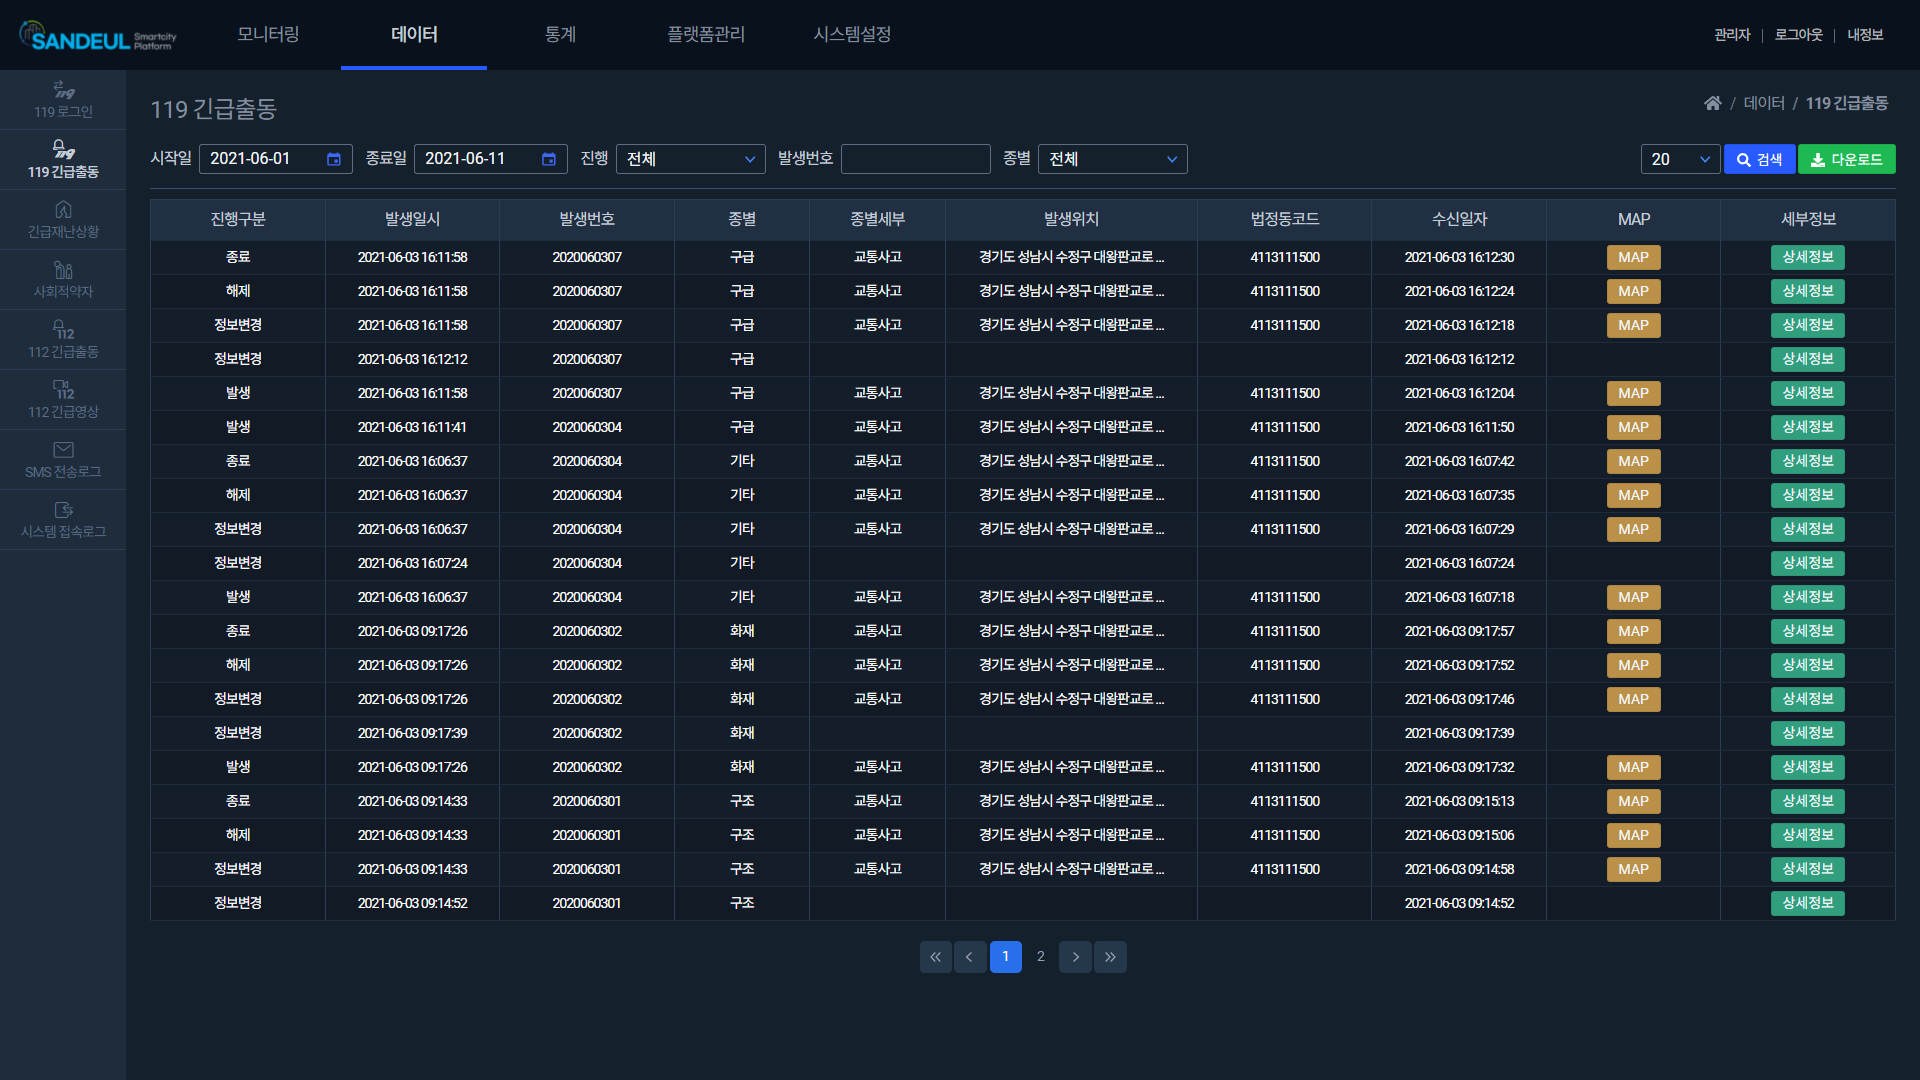 SANDEUL Smartcity Platform
모니터링 데이터 통계 플랫폼관리 시스템설정
관리자 | 로그아웃 | 내정보
119 로그인
119 긴급출동
긴급재난상황
사회적약자
112 긴급출동
112 긴급영상
SMS 전송로그
시스템 접속로그
119 긴급출동
/ 데이터 / 119 긴급출동
시작일 2021-06-01 종료일 2021-06-11 진행 전체 발생번호 종별 전체 20 검색 다운로드
진행구분 발생일시 발생번호 종별 종별세부 발생위치 법정동코드 수신일자 MAP 세부정보
종료 2021-06-03 16:11:58 2020060307 구급 교통사고 경기도 성남시 수정구 대왕판교로 ... 4113111500 2021-06-03 16:12:30 MAP 상세정보
해제 2021-06-03 16:11:58 2020060307 구급 교통사고 경기도 성남시 수정구 대왕판교로 ... 4113111500 2021-06-03 16:12:24 MAP 상세정보
정보변경 2021-06-03 16:11:58 2020060307 구급 교통사고 경기도 성남시 수정구 대왕판교로 ... 4113111500 2021-06-03 16:12:18 MAP 상세정보
정보변경 2021-06-03 16:12:12 2020060307 구급 2021-06-03 16:12:12 상세정보
발생 2021-06-03 16:11:58 2020060307 구급 교통사고 경기도 성남시 수정구 대왕판교로 ... 4113111500 2021-06-03 16:12:04 MAP 상세정보
발생 2021-06-03 16:11:41 2020060304 구급 교통사고 경기도 성남시 수정구 대왕판교로 ... 4113111500 2021-06-03 16:11:50 MAP 상세정보
종료 2021-06-03 16:06:37 2020060304 기타 교통사고 경기도 성남시 수정구 대왕판교로 ... 4113111500 2021-06-03 16:07:42 MAP 상세정보
해제 2021-06-03 16:06:37 2020060304 기타 교통사고 경기도 성남시 수정구 대왕판교로 ... 4113111500 2021-06-03 16:07:35 MAP 상세정보
정보변경 2021-06-03 16:06:37 2020060304 기타 교통사고 경기도 성남시 수정구 대왕판교로 ... 4113111500 2021-06-03 16:07:29 MAP 상세정보
정보변경 2021-06-03 16:07:24 2020060304 기타 2021-06-03 16:07:24 상세정보
발생 2021-06-03 16:06:37 2020060304 기타 교통사고 경기도 성남시 수정구 대왕판교로 ... 4113111500 2021-06-03 16:07:18 MAP 상세정보
종료 2021-06-03 09:17:26 2020060302 화재 교통사고 경기도 성남시 수정구 대왕판교로 ... 4113111500 2021-06-03 09:17:57 MAP 상세정보
해제 2021-06-03 09:17:26 2020060302 화재 교통사고 경기도 성남시 수정구 대왕판교로 ... 4113111500 2021-06-03 09:17:52 MAP 상세정보
정보변경 2021-06-03 09:17:26 2020060302 화재 교통사고 경기도 성남시 수정구 대왕판교로 ... 4113111500 2021-06-03 09:17:46 MAP 상세정보
정보변경 2021-06-03 09:17:39 2020060302 화재 2021-06-03 09:17:39 상세정보
발생 2021-06-03 09:17:26 2020060302 화재 교통사고 경기도 성남시 수정구 대왕판교로 ... 4113111500 2021-06-03 09:17:32 MAP 상세정보
종료 2021-06-03 09:14:33 2020060301 구조 교통사고 경기도 성남시 수정구 대왕판교로 ... 4113111500 2021-06-03 09:15:13 MAP 상세정보
해제 2021-06-03 09:14:33 2020060301 구조 교통사고 경기도 성남시 수정구 대왕판교로 ... 4113111500 2021-06-03 09:15:06 MAP 상세정보
정보변경 2021-06-03 09:14:33 2020060301 구조 교통사고 경기도 성남시 수정구 대왕판교로 ... 4113111500 2021-06-03 09:14:58 MAP 상세정보
정보변경 2021-06-03 09:14:52 2020060301 구조 2021-06-03 09:14:52 상세정보
« ‹ 1 2 › »